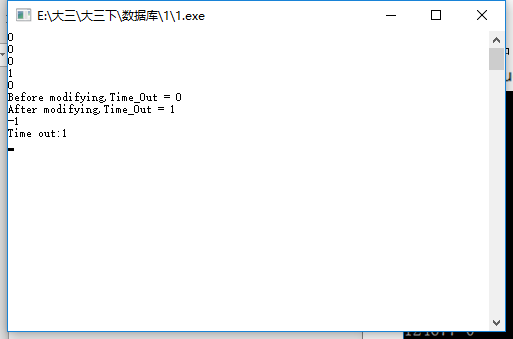 E:\大三\大三下\数据库\1\1.exe
0
0
0
1
0
Before modifying,Time_Out = 0
After modifying,Time_Out = 1
-1
Time out:1